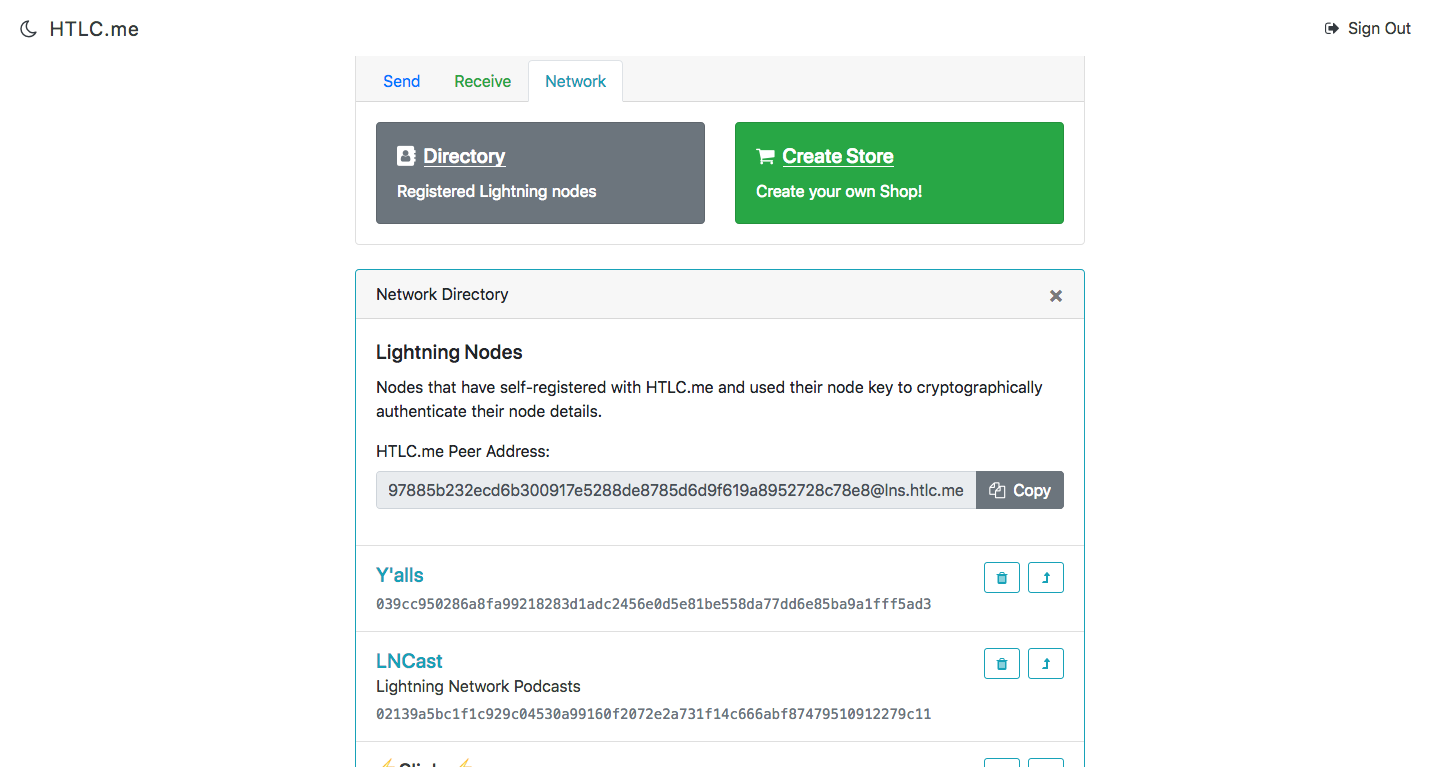 HTLC.me
Sign Out
Send Receive Network
Directory
Registered Lightning nodes
Create Store
Create your own Shop!
Network Directory
Lightning Nodes
Nodes that have self-registered with HTLC.me and used their node key to cryptographically
authenticate their node details.
HTLC.me Peer Address:
97885b232ecd6b300917e5288de8785d6d9f619a8952728c78e8@lns.htlc.me
Copy
Y'alls
039cc950286a8fa99218283d1adc2456e0d5e81be558da77dd6e85ba9a1fff5ad3
LNCast
Lightning Network Podcasts
02139a5bc1f1c929c04530a99160f2072e2a731f14c666abf87479510912279c11